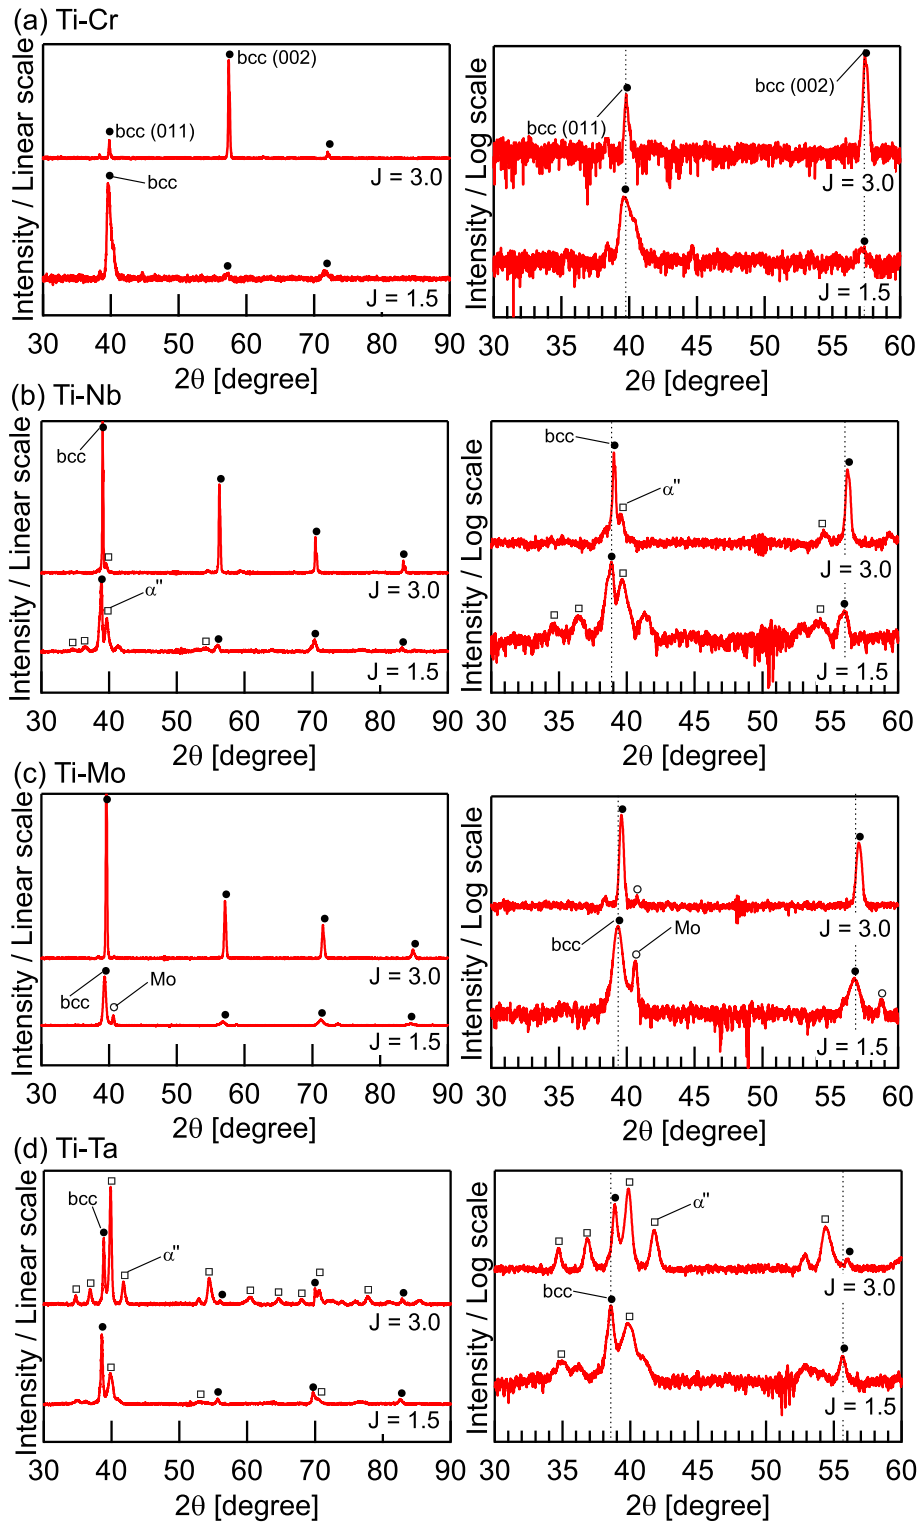 (a) Ti-Cr
Intensity / Linear scale
bcc (002)
bcc (011)
J = 3.0
bcc
J = 1.5
30 40 50 60 70 80 90
2θ [degree]
Intensity / Log scale
bcc (002)
bcc (011)
J = 3.0
J = 1.5
30 35 40 45 50 55 60
2θ [degree]
(b) Ti-Nb
Intensity / Linear scale
bcc
J = 3.0
α"
J = 1.5
30 40 50 60 70 80 90
2θ [degree]
Intensity / Log scale
bcc
α"
J = 3.0
J = 1.5
30 35 40 45 50 55 60
2θ [degree]
(c) Ti-Mo
Intensity / Linear scale
J = 3.0
bcc
Mo
J = 1.5
30 40 50 60 70 80 90
2θ [degree]
Intensity / Log scale
J = 3.0
bcc
Mo
J = 1.5
30 35 40 45 50 55 60
2θ [degree]
(d) Ti-Ta
Intensity / Linear scale
bcc
α"
J = 3.0
J = 1.5
30 40 50 60 70 80 90
2θ [degree]
Intensity / Log scale
α"
J = 3.0
bcc
J = 1.5
30 35 40 45 50 55 60
2θ [degree]